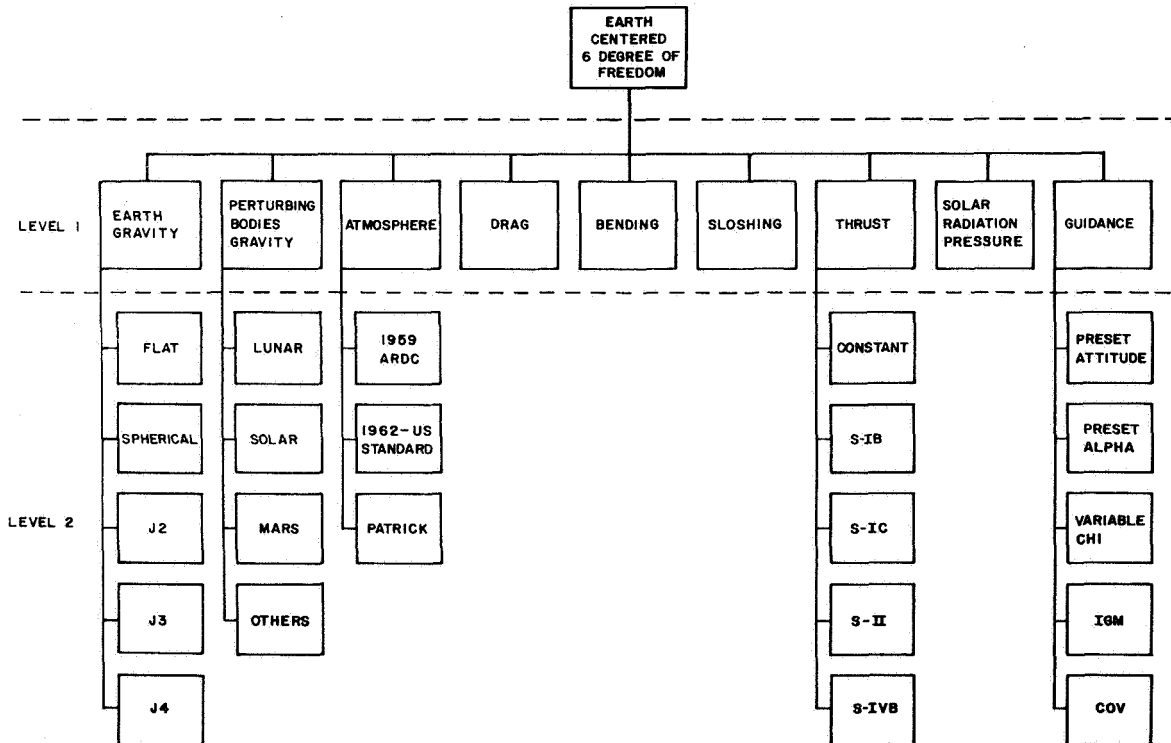 EARTH
CENTERED
6 DEGREE OF
FREEDOM
LEVEL 1
EARTH
GRAVITY
PERTURBING
BODIES
GRAVITY
ATMOSPHERE
DRAG
BENDING
SLOSHING
THRUST
SOLAR
RADIATION
PRESSURE
GUIDANCE
LEVEL 2
FLAT
SPHERICAL
J2
J3
J4
LUNAR
SOLAR
MARS
OTHERS
1959
ARDC
1962-US
STANDARD
PATRICK
CONSTANT
S-IB
S-IC
S-II
S-IVB
PRESET
ATTITUDE
PRESET
ALPHA
VARIABLE
CHI
IGM
COV